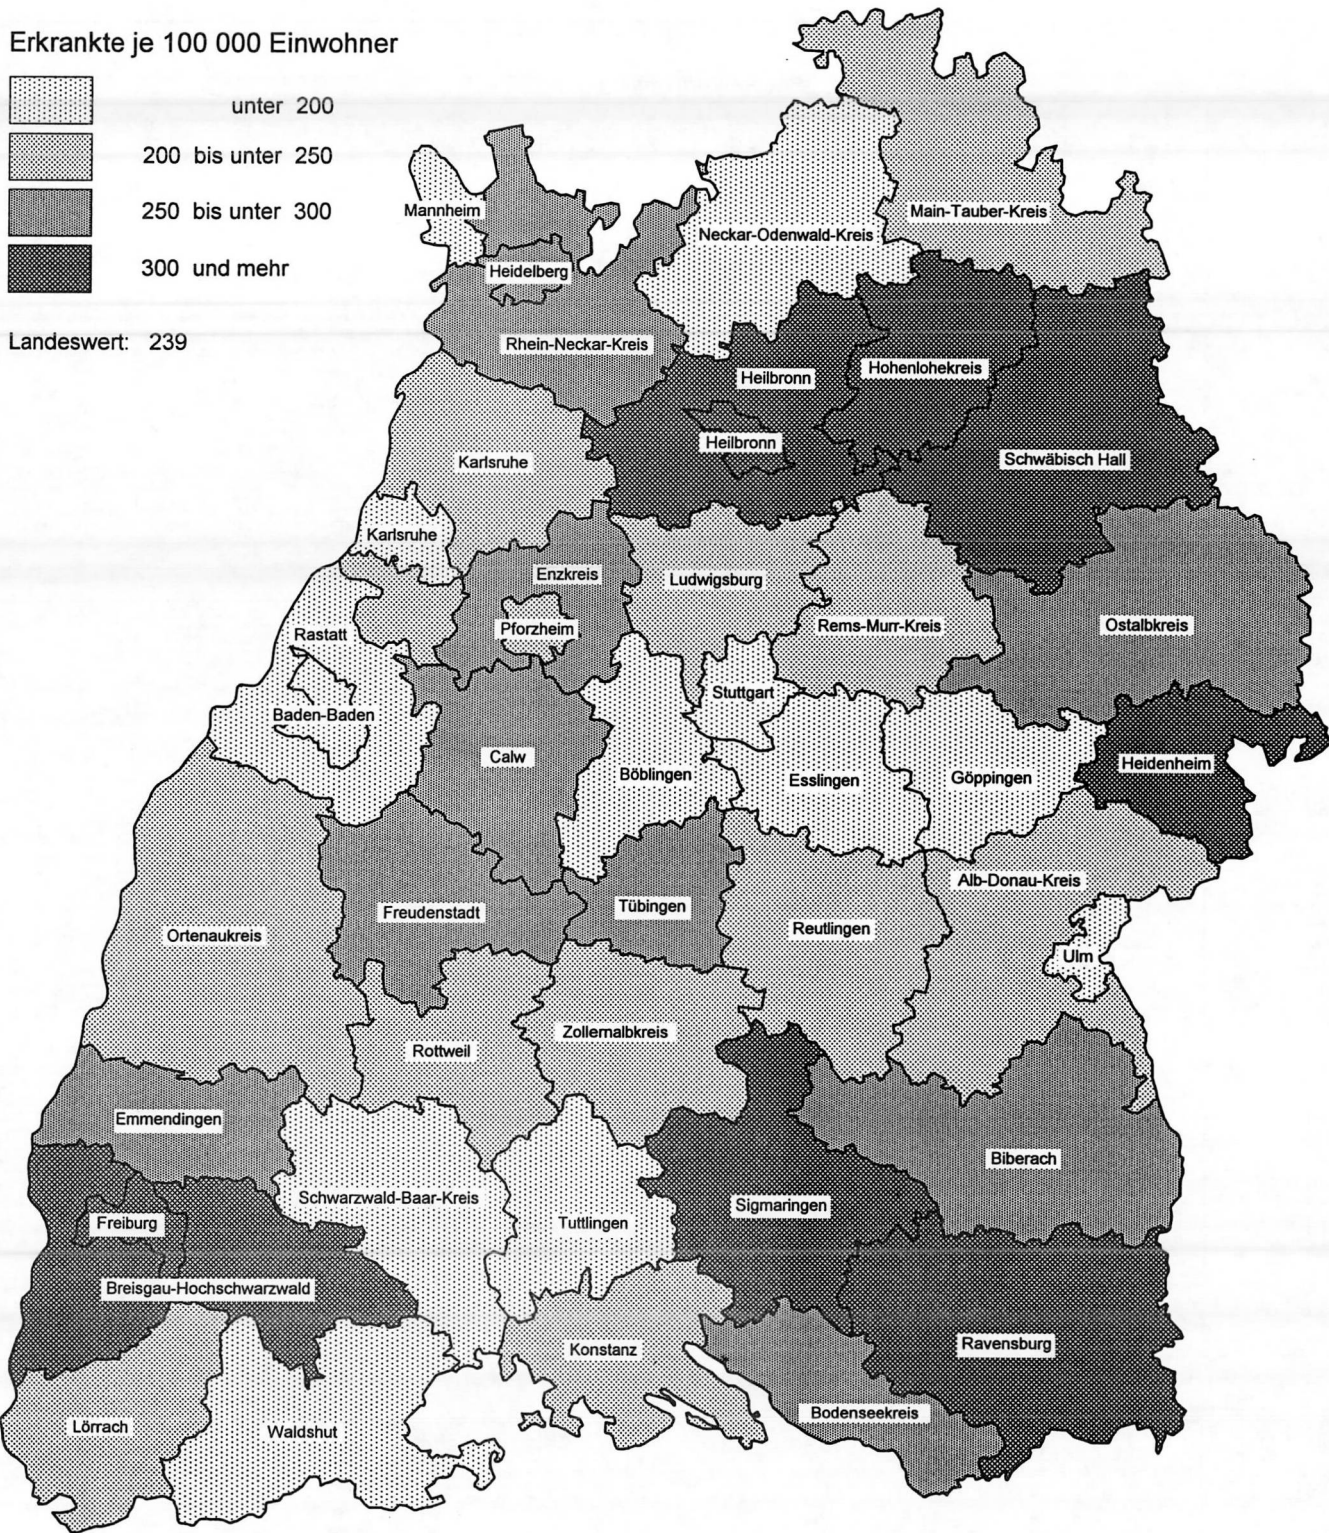 Erkrankte je 100 000 Einwohner
unter 200
200 bis unter 250
250 bis unter 300
300 und mehr
Landeswert: 239
Mannheim
Main-Tauber-Kreis
Neckar-Odenwald-Kreis
Heidelberg
Rhein-Neckar-Kreis
Hohenlohekreis
Heilbronn
Heilbronn
Schwäbisch Hall
Karlsruhe
Karlsruhe
Enzkreis
Ludwigsburg
Pforzheim
Rems-Murr-Kreis
Ostalbkreis
Rastatt
Stuttgart
Baden-Baden
Calw
Böblingen
Esslingen
Göppingen
Heidenheim
Alb-Donau-Kreis
Freudenstadt
Tübingen
Reutlingen
Ortenaukreis
Ulm
Zollernalbkreis
Rottweil
Emmendingen
Biberach
Schwarzwald-Baar-Kreis
Sigmaringen
Freiburg
Tuttlingen
Breisgau-Hochschwarzwald
Konstanz
Ravensburg
Bodenseekreis
Lörrach
Waldshut